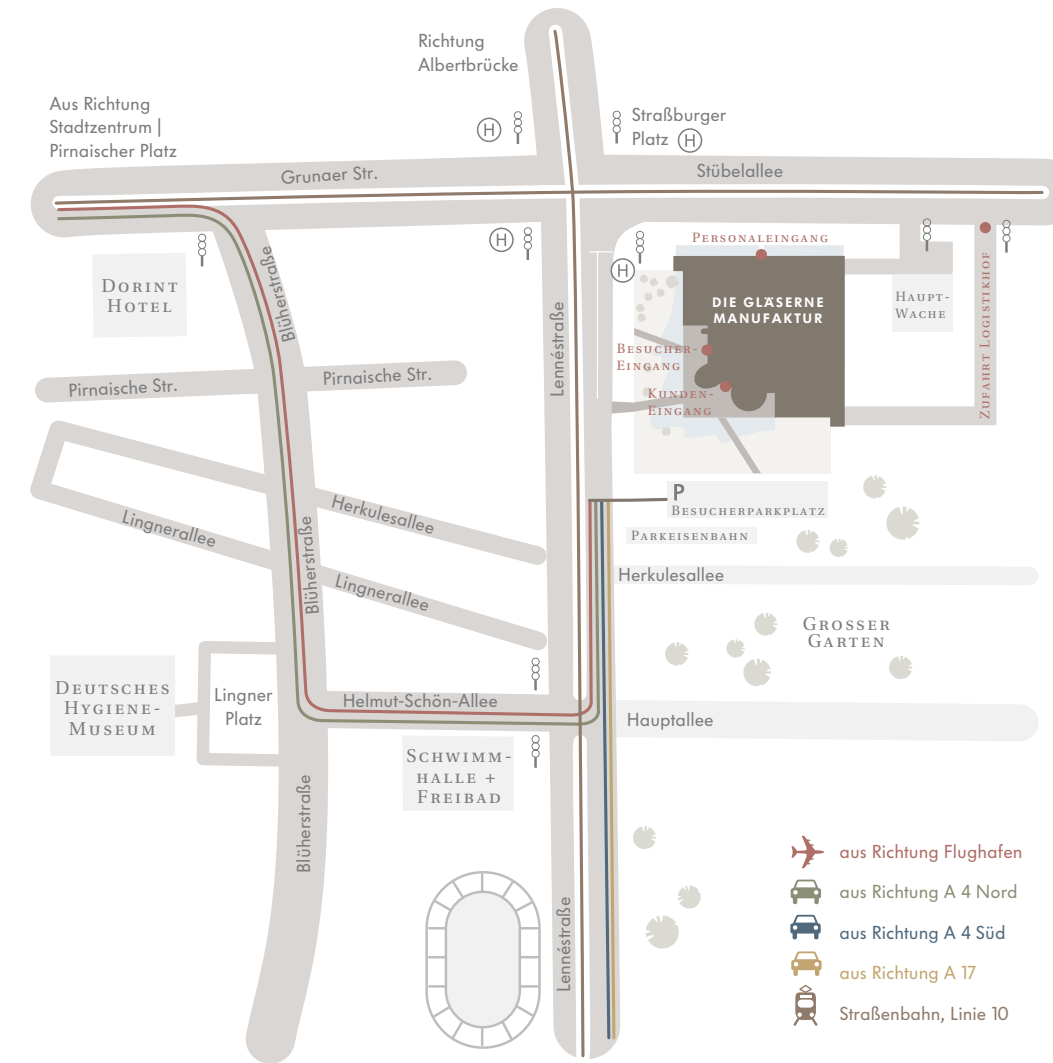 Richtung
Albertbrücke
Aus Richtung
Stadtzentrum |
Pirnaischer Platz
H
Straßburger
Platz H
Grunaer Str.
Stübelallee
H
H
Personaleingang
Dorint
Hotel
Blüherstraße
Lennéstraße
Die Gläserne
Manufaktur
Haupt-
Wache
Zufahrt Logistikhof
Besucher-
Eingang
Kunden-
Eingang
Pirnaische Str.
Pirnaische Str.
P
Besucherparkplatz
Parkeisenbahn
Herkulesallee
Lingnerallee
Blüherstraße
Lingnerallee
Herkulesallee
Grosser
Garten
Deutsches
Hygiene-
Museum
Lingner
Platz
Helmut-Schön-Allee
Hauptallee
Schwimm-
halle +
Freibad
Blüherstraße
Lennéstraße
aus Richtung Flughafen
aus Richtung A 4 Nord
aus Richtung A 4 Süd
aus Richtung A 17
Straßenbahn, Linie 10